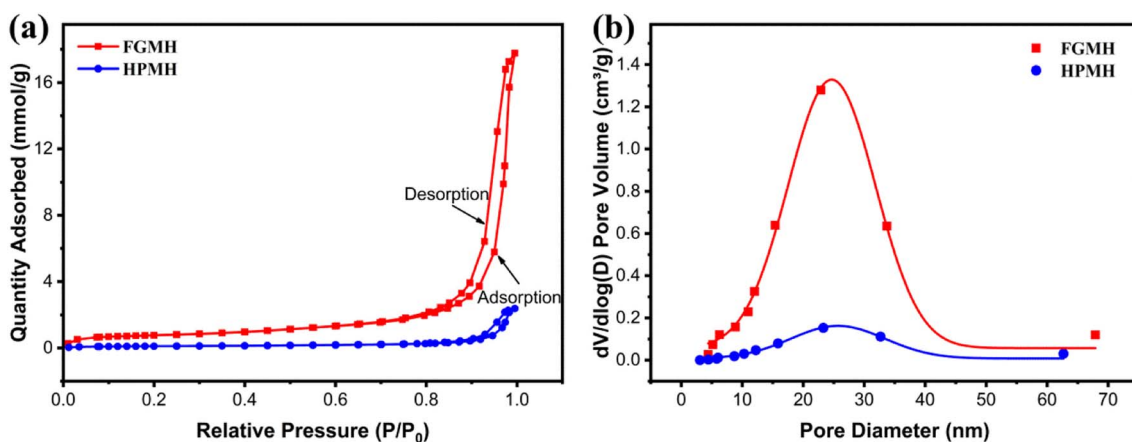 (a)
FGMH
HPMH
Quantity Adsorbed (mmol/g)
16
12
8
4
0
Desorption
Adsorption
0.0 0.2 0.4 0.6 0.8 1.0
Relative Pressure (P/P₀)
(b)
FGMH
HPMH
dV/dlog(D) Pore Volume (cm³/g)
1.4
1.2
1.0
0.8
0.6
0.4
0.2
0.0
0 10 20 30 40 50 60 70
Pore Diameter (nm)